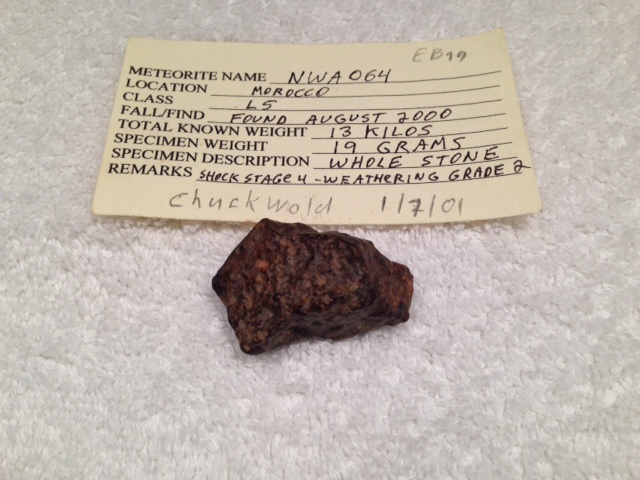 EB99
METEORITE NAME NWA 064
LOCATION MOROCCO
CLASS L5
FALL/FIND FOUND AUGUST 2000
TOTAL KNOWN WEIGHT 13 KILOS
SPECIMEN WEIGHT 19 GRAMS
SPECIMEN DESCRIPTION WHOLE STONE
REMARKS SHOCK STAGE 4 - WEATHERING GRADE 2
Chuckwold 1/7/01